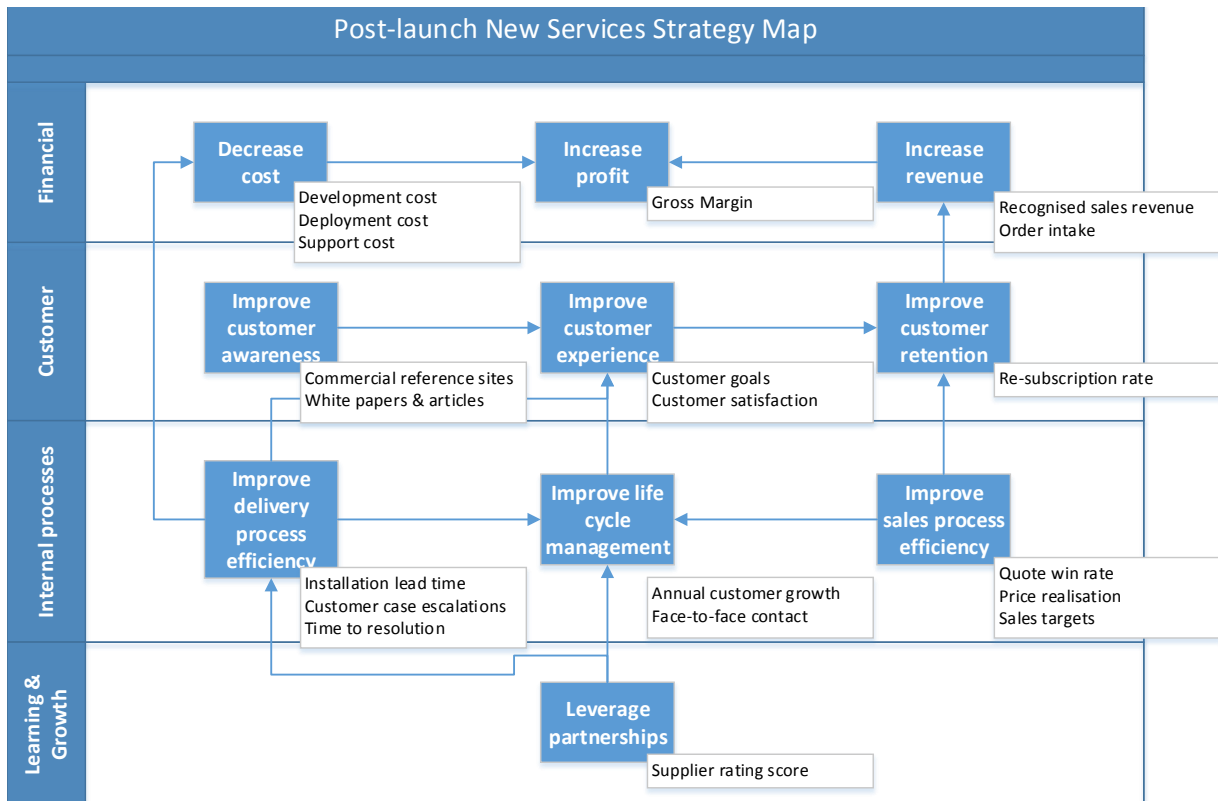 Post-launch New Services Strategy Map
Financial
Decrease
cost
Development cost
Deployment cost
Support cost
Increase
profit
Gross Margin
Increase
revenue
Recognised sales revenue
Order intake
Customer
Improve
customer
awareness
Commercial reference sites
White papers & articles
Improve
customer
experience
Customer goals
Customer satisfaction
Improve
customer
retention
Re-subscription rate
Internal processes
Improve
delivery
process
efficiency
Installation lead time
Customer case escalations
Time to resolution
Improve life
cycle
management
Annual customer growth
Face-to-face contact
Improve
sales process
efficiency
Quote win rate
Price realisation
Sales targets
Learning &
Growth
Leverage
partnerships
Supplier rating score